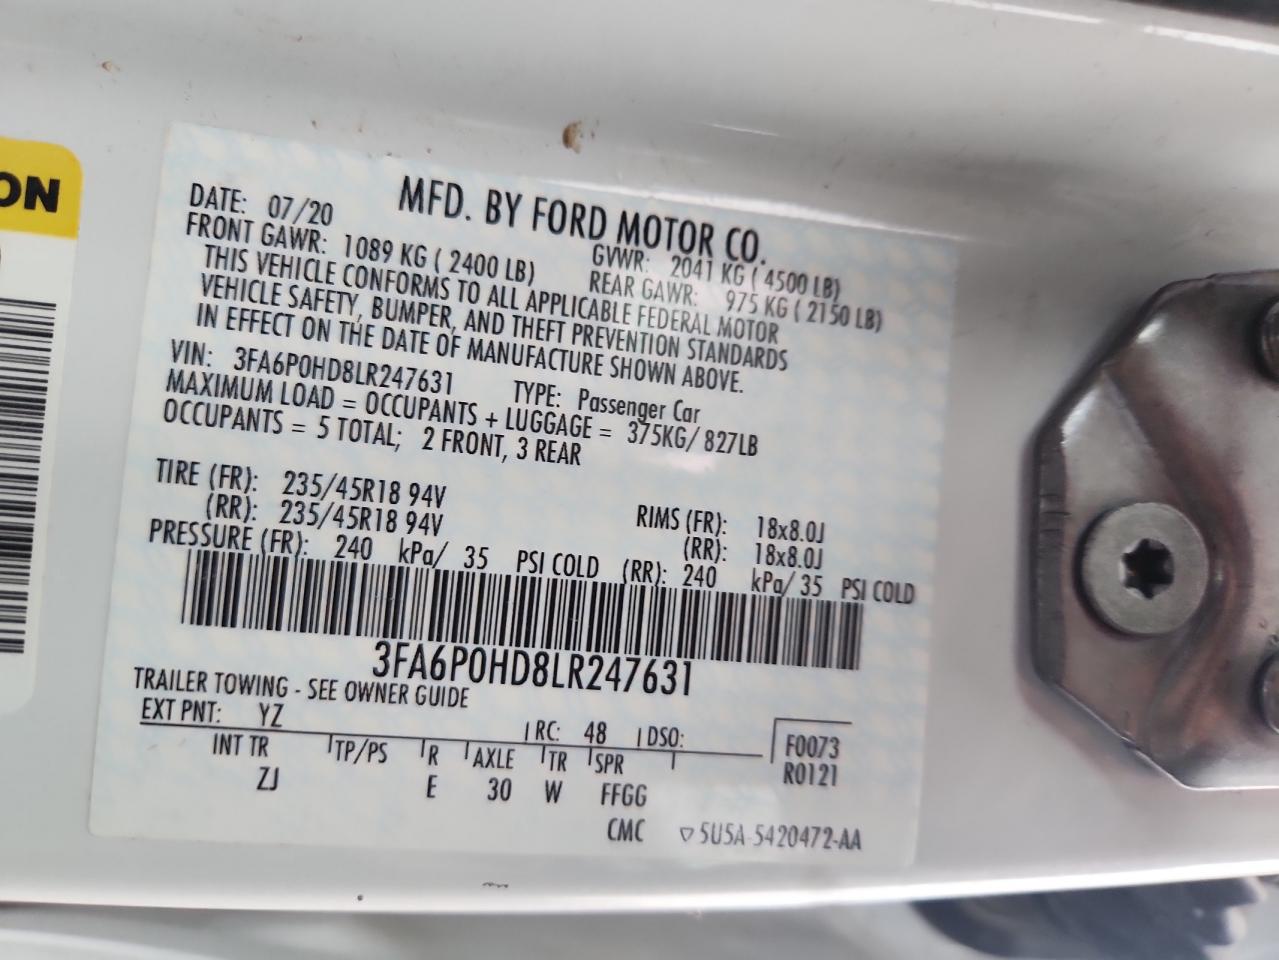 ON
MFD. BY FORD MOTOR CO.
DATE: 07/20 GVWR: 2041 KG ( 4500 LB)
FRONT GAWR: 1089 KG ( 2400 LB) REAR GAWR: 975 KG ( 2150 LB)
THIS VEHICLE CONFORMS TO ALL APPLICABLE FEDERAL MOTOR
VEHICLE SAFETY, BUMPER, AND THEFT PREVENTION STANDARDS
IN EFFECT ON THE DATE OF MANUFACTURE SHOWN ABOVE.
VIN: 3FA6P0HD8LR247631 TYPE: Passenger Car
MAXIMUM LOAD = OCCUPANTS + LUGGAGE = 375KG/ 827LB
OCCUPANTS = 5 TOTAL; 2 FRONT, 3 REAR
TIRE (FR): 235/45R18 94V RIMS (FR): 18x8.0J
(RR): 235/45R18 94V (RR): 18x8.0J
PRESSURE (FR): 240 kPa/ 35 PSI COLD (RR): 240 kPa/ 35 PSI COLD
3FA6P0HD8LR247631
TRAILER TOWING - SEE OWNER GUIDE
EXT PNT: YZ RC: 48 DSO: F0073
INT TR TP/PS R AXLE TR SPR R0121
ZJ E 30 W FFGG
CMC ▽5U5A-5420472-AA